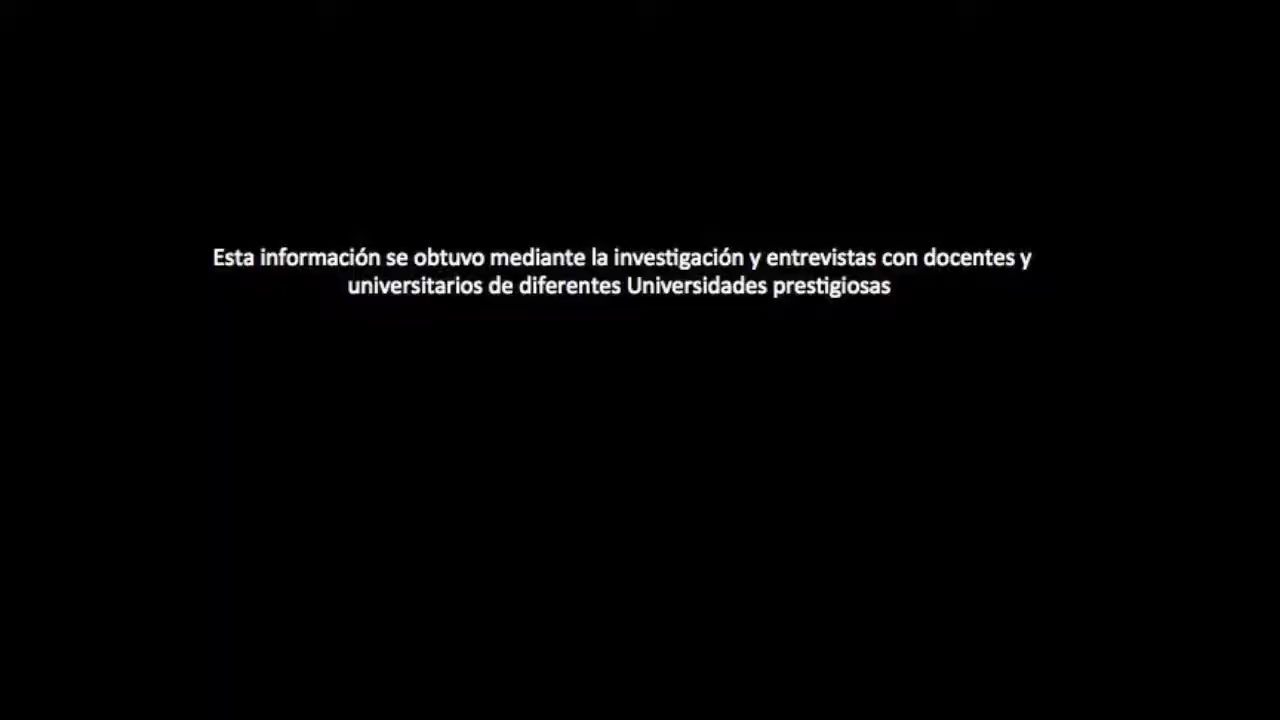 Esta información se obtuvo mediante la investigación y entrevistas con docentes y
universitarios de diferentes Universidades prestigiosas